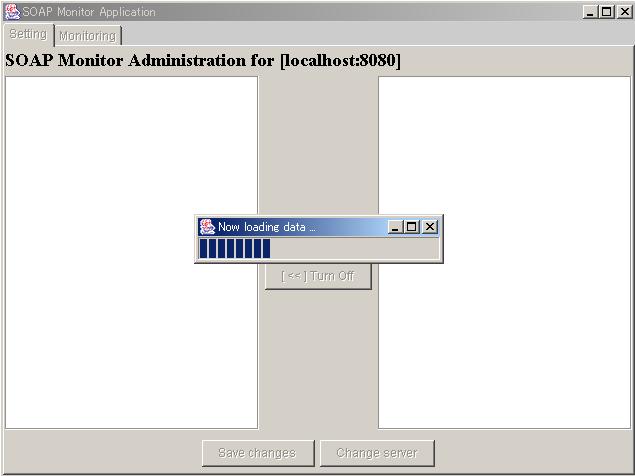 SOAP Monitor Application
Setting
Monitoring
SOAP Monitor Administration for [localhost:8080]
Now loading data ...
[ << ] Turn Off
Save changes
Change server